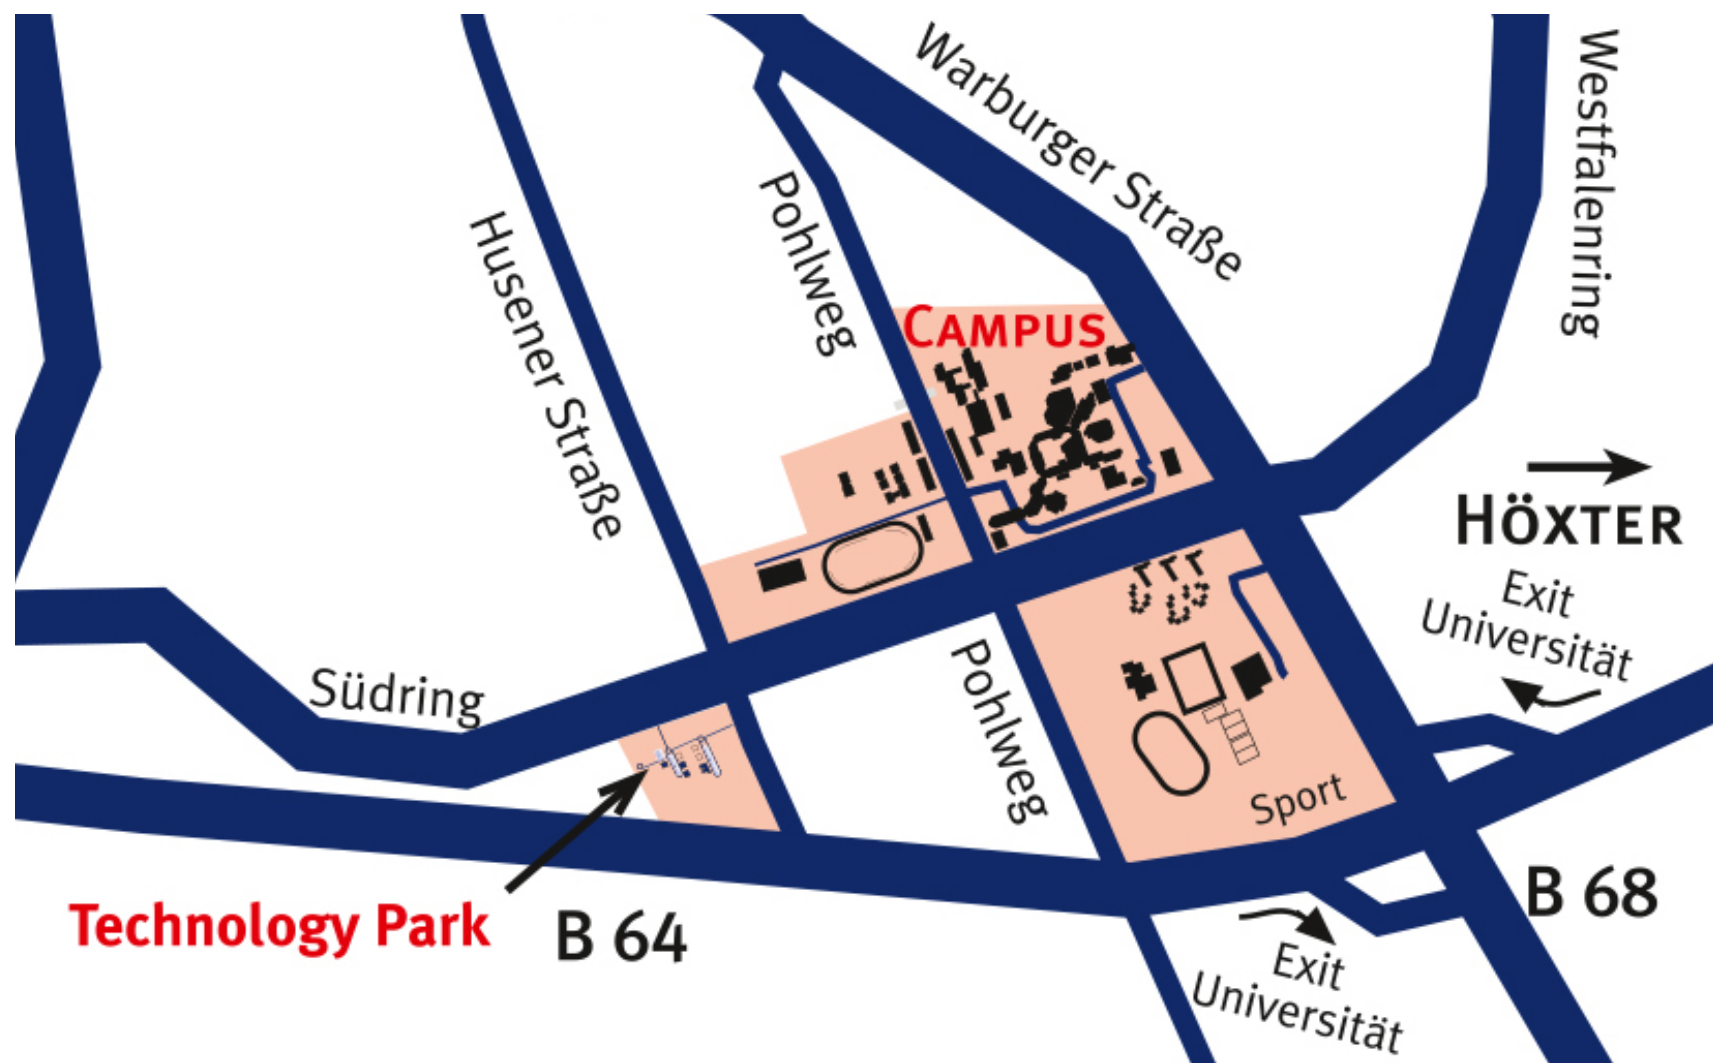 Warburger Straße
Westfalenring
Pohlweg
Husener Straße
CAMPUS
HÖXTER
Exit
Universität
Südring
Pohlweg
Sport
Technology Park
B 64
B 68
Exit
Universität